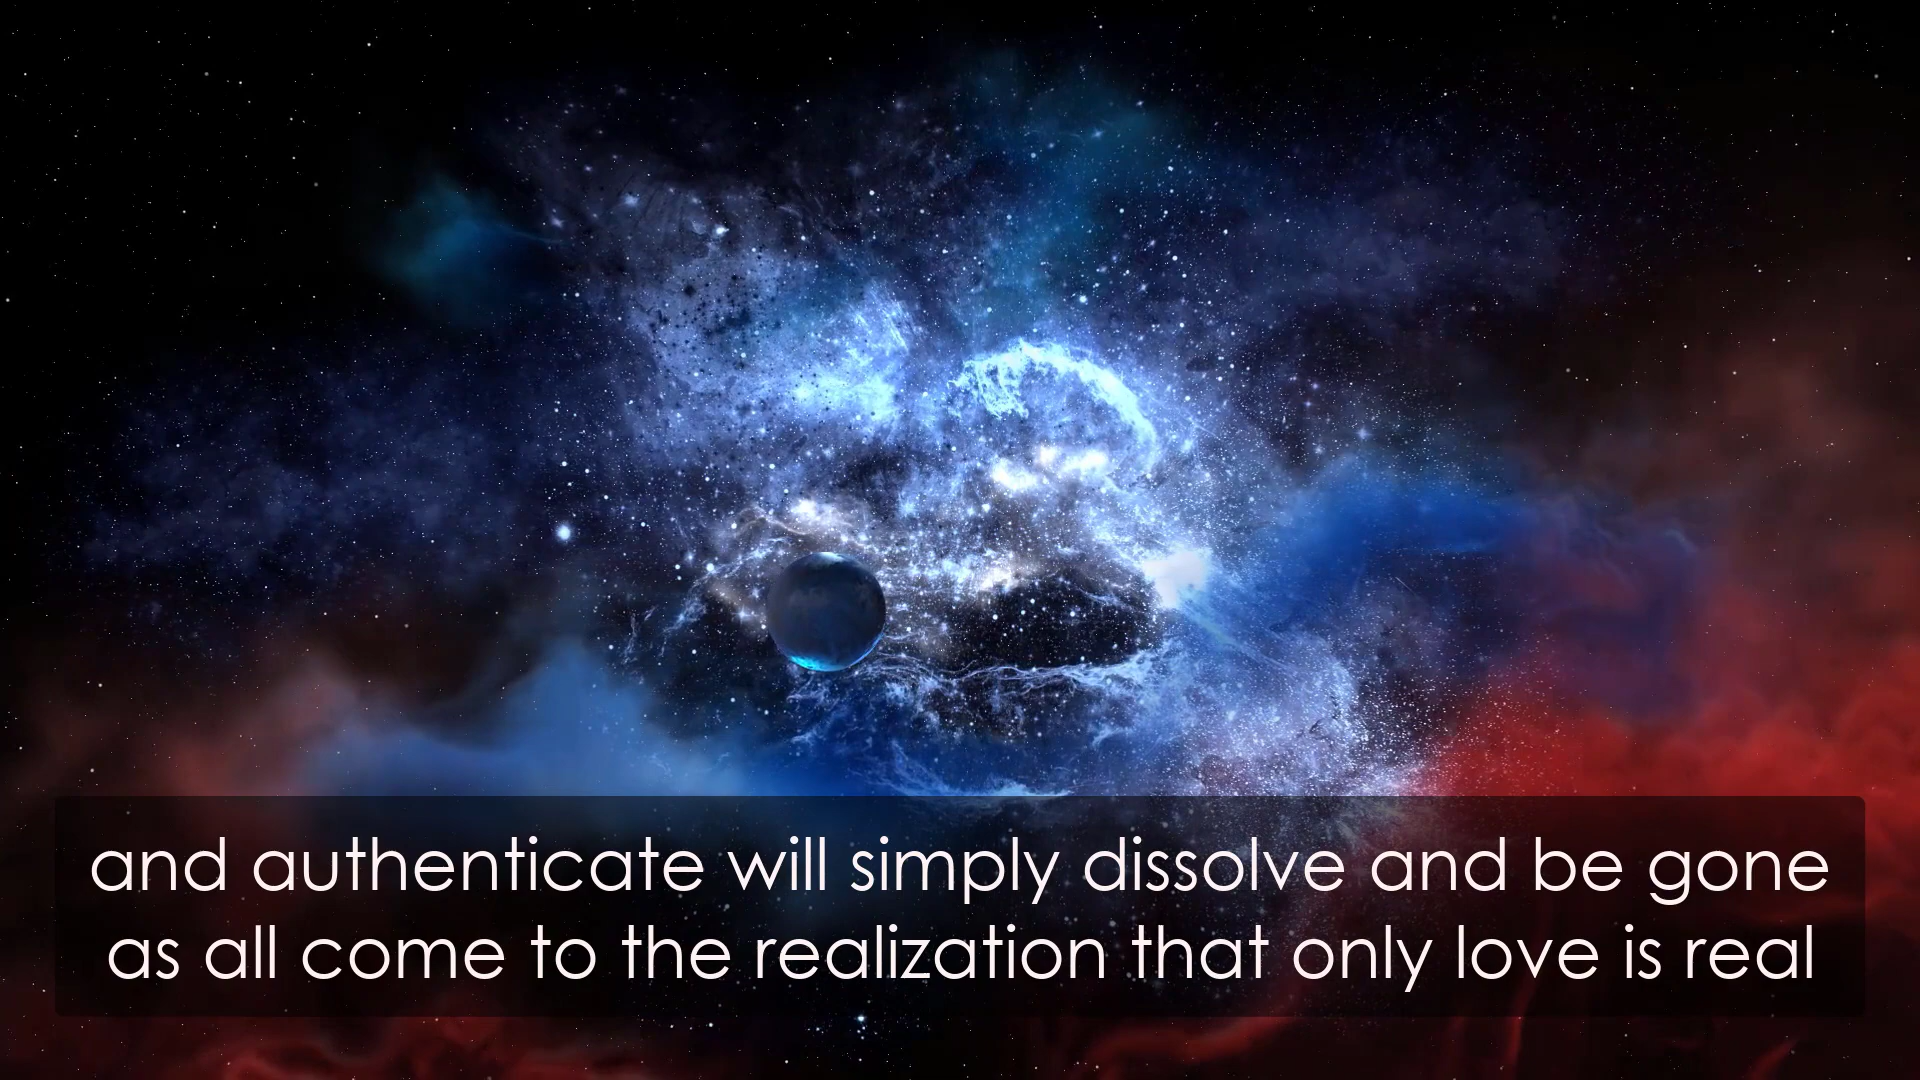 and authenticate will simply dissolve and be gone
as all come to the realization that only love is real